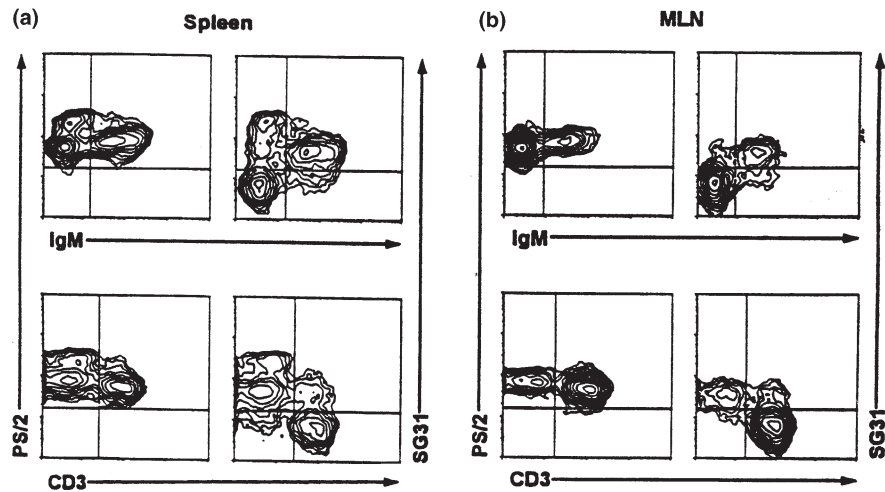 (a)
Spleen
(b)
MLN
IgM
IgM
PS/2
SG31
PS/2
SG31
CD3
CD3